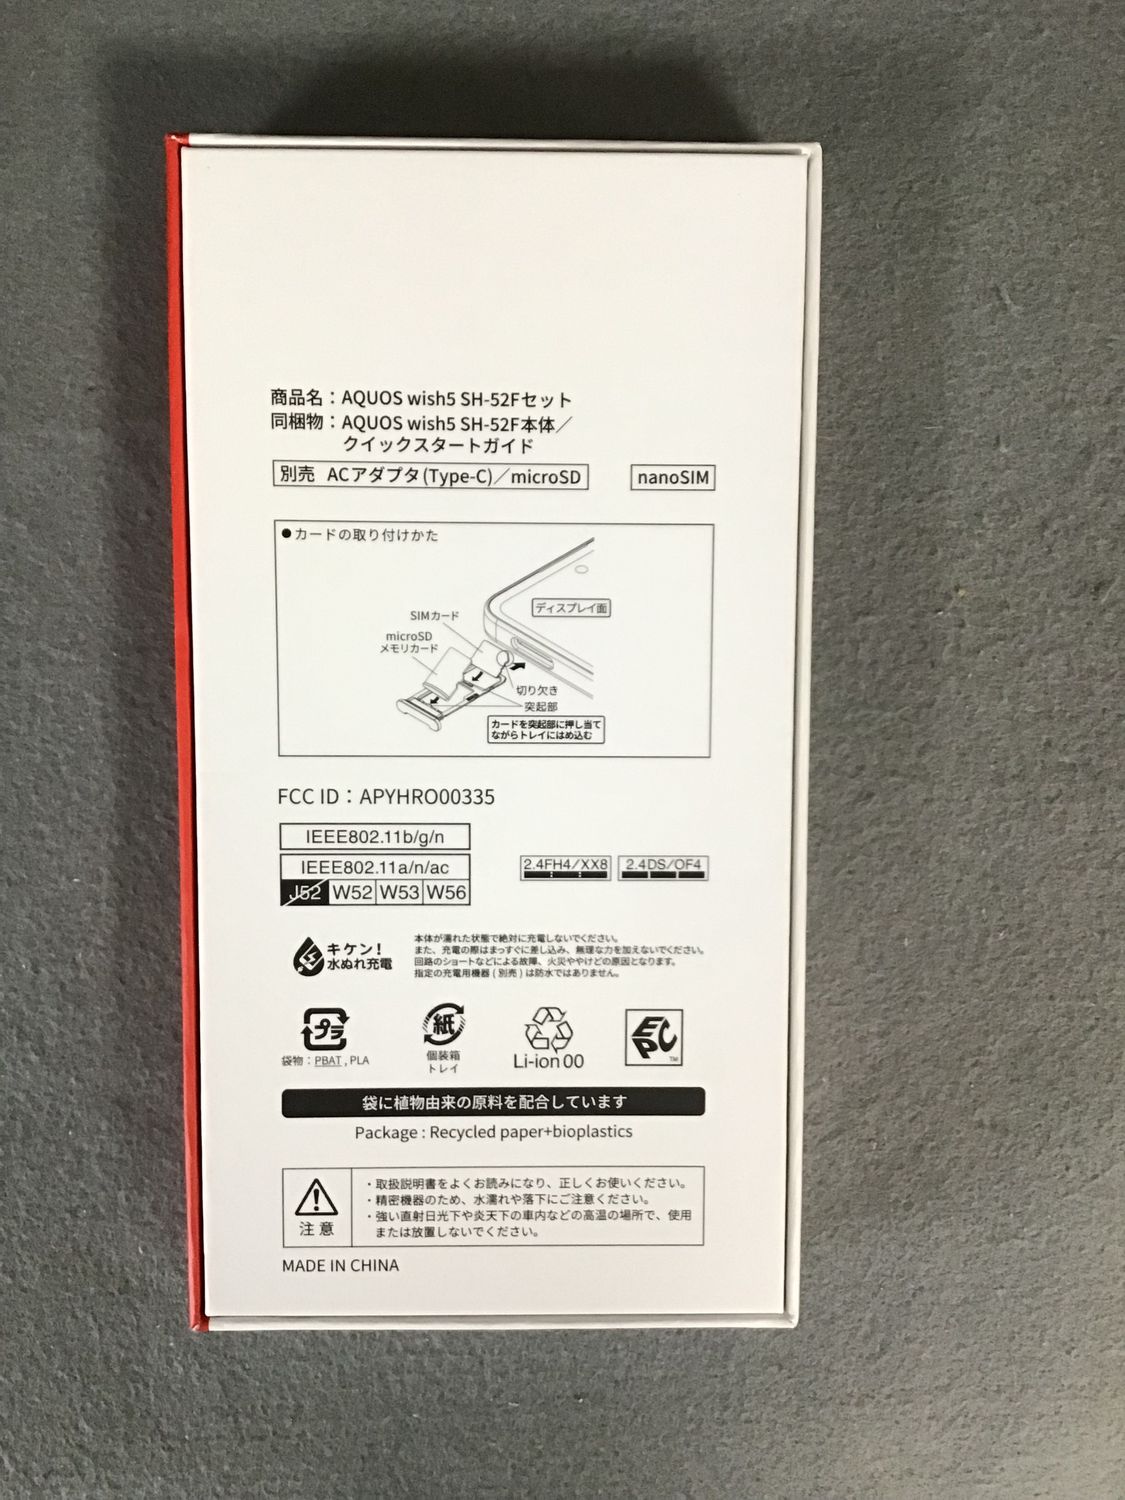 商品名：AQUOS wish5 SH-52Fセット
同梱物：AQUOS wish5 SH-52F本体／
クイックスタートガイド
別売 ACアダプタ(Type-C)／microSD
nanoSIM
●カードの取り付けかた
ディスプレイ面
SIMカード
microSD
メモリカード
切り欠き
突起部
カードを突起部に押し当て
ながらトレイにはめ込む
FCC ID：APYHRO00335
IEEE802.11b/g/n
IEEE802.11a/n/ac
J52 W52 W53 W56
2.4FH4/XX8
2.4DS/OF4
キケン！
水ぬれ充電
本体が濡れた状態で絶対に充電しないでください。
また、充電の際はまっすぐに差し込み、無理な力を加えないでください。
回路のショートなどによる故障、火災ややけどの原因となります。
指定の充電用機器(別売)は防水ではありません。
プラ
袋物：PBAT , PLA
紙
個装箱
トレイ
Li-ion 00
EPC
TM
袋に植物由来の原料を配合しています
Package : Recycled paper+bioplastics
注意
・取扱説明書をよくお読みになり、正しくお使いください。
・精密機器のため、水濡れや落下にご注意ください。
・強い直射日光下や炎天下の車内などの高温の場所で、使用
または放置しないでください。
MADE IN CHINA